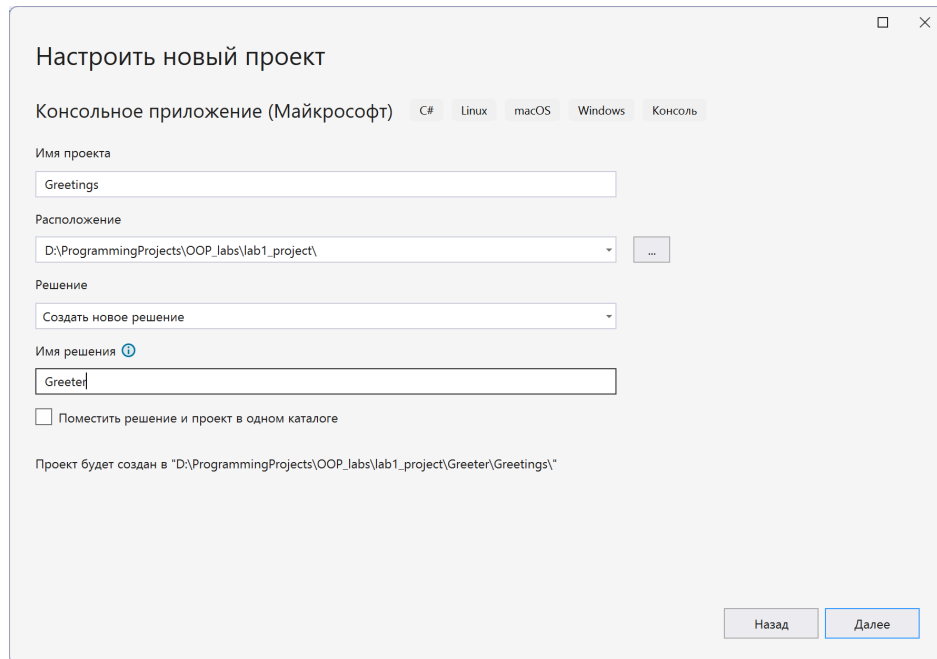 Настроить новый проект
Консольное приложение (Майкрософт) C# Linux macOS Windows Консоль
Имя проекта
Greetings
Расположение
D:\ProgrammingProjects\OOP_labs\lab1_project\ ...
Решение
Создать новое решение
Имя решения
Greeter
Поместить решение и проект в одном каталоге
Проект будет создан в "D:\ProgrammingProjects\OOP_labs\lab1_project\Greeter\Greetings\"
Назад Далее